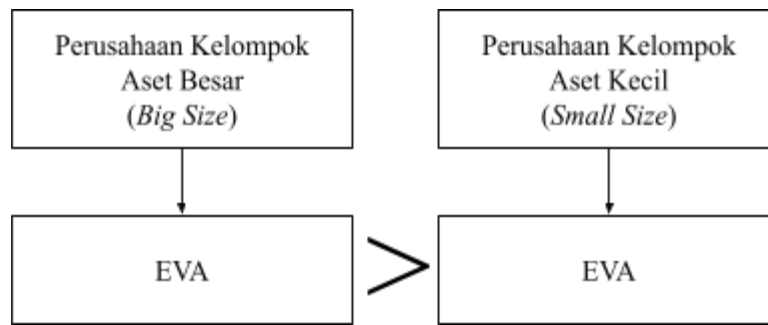 Perusahaan Kelompok
Aset Besar
(Big Size)
Perusahaan Kelompok
Aset Kecil
(Small Size)
EVA
>
EVA